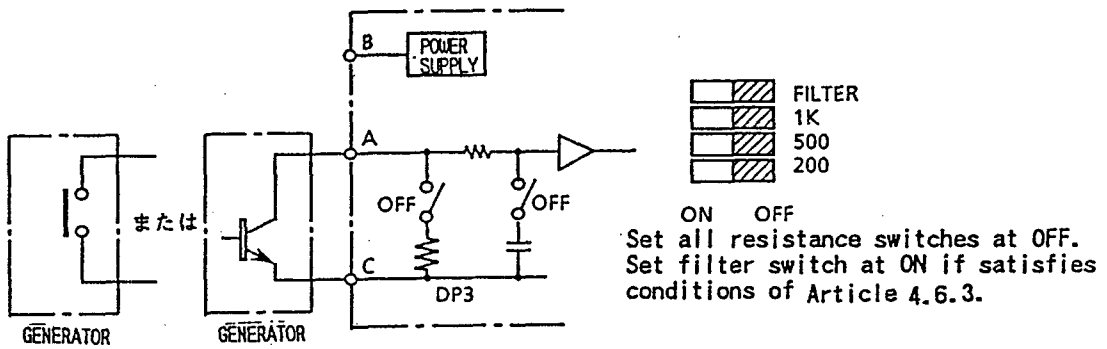 B
POWER
SUPPLY
A
または
OFF
OFF
C
DP3
GENERATOR
GENERATOR
FILTER
1K
500
200
ON OFF
Set all resistance switches at OFF.
Set filter switch at ON if satisfies
conditions of Article 4.6.3.